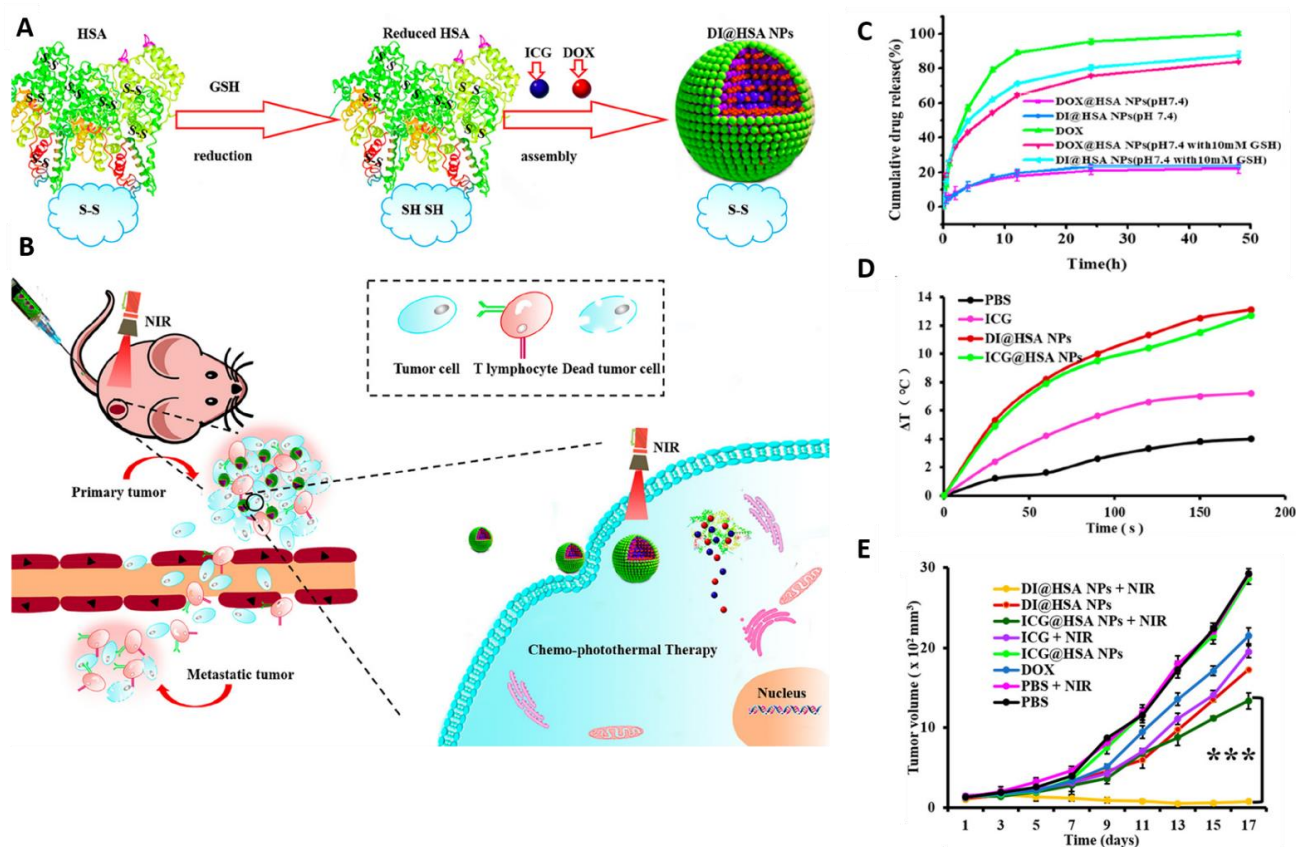 A
HSA
S-S
S-S
S-S
S-S
S-S
S-S
S-S
GSH
reduction
Reduced HSA
S-S
S-S
S-S
S-S
S-S
S-S
SH SH
ICG DOX
assembly
DI@HSA NPs
S-S
B
NIR
Tumor cell T lymphocyte Dead tumor cell
Primary tumor
Metastatic tumor
NIR
Chemo-photothermal Therapy
Nucleus
C
Cumulative drug release(%)
100
80
60
40
20
0
DOX@HSA NPs(pH7.4)
DI@HSA NPs(pH 7.4)
DOX
DOX@HSA NPs(pH7.4 with10mM GSH)
DI@HSA NPs(pH7.4 with10mM GSH)
0 10 20 30 40 50
Time(h)
D
ΔT ( °C)
14
12
10
8
6
4
2
0
PBS
ICG
DI@HSA NPs
ICG@HSA NPs
0 50 100 150 200
Time ( s )
E
Tumor volume ( x 10² mm³)
30
20
10
0
DI@HSA NPs + NIR
DI@HSA NPs
ICG@HSA NPs + NIR
ICG + NIR
ICG@HSA NPs
DOX
PBS + NIR
PBS
***
1 3 5 7 9 11 13 15 17
Time (days)